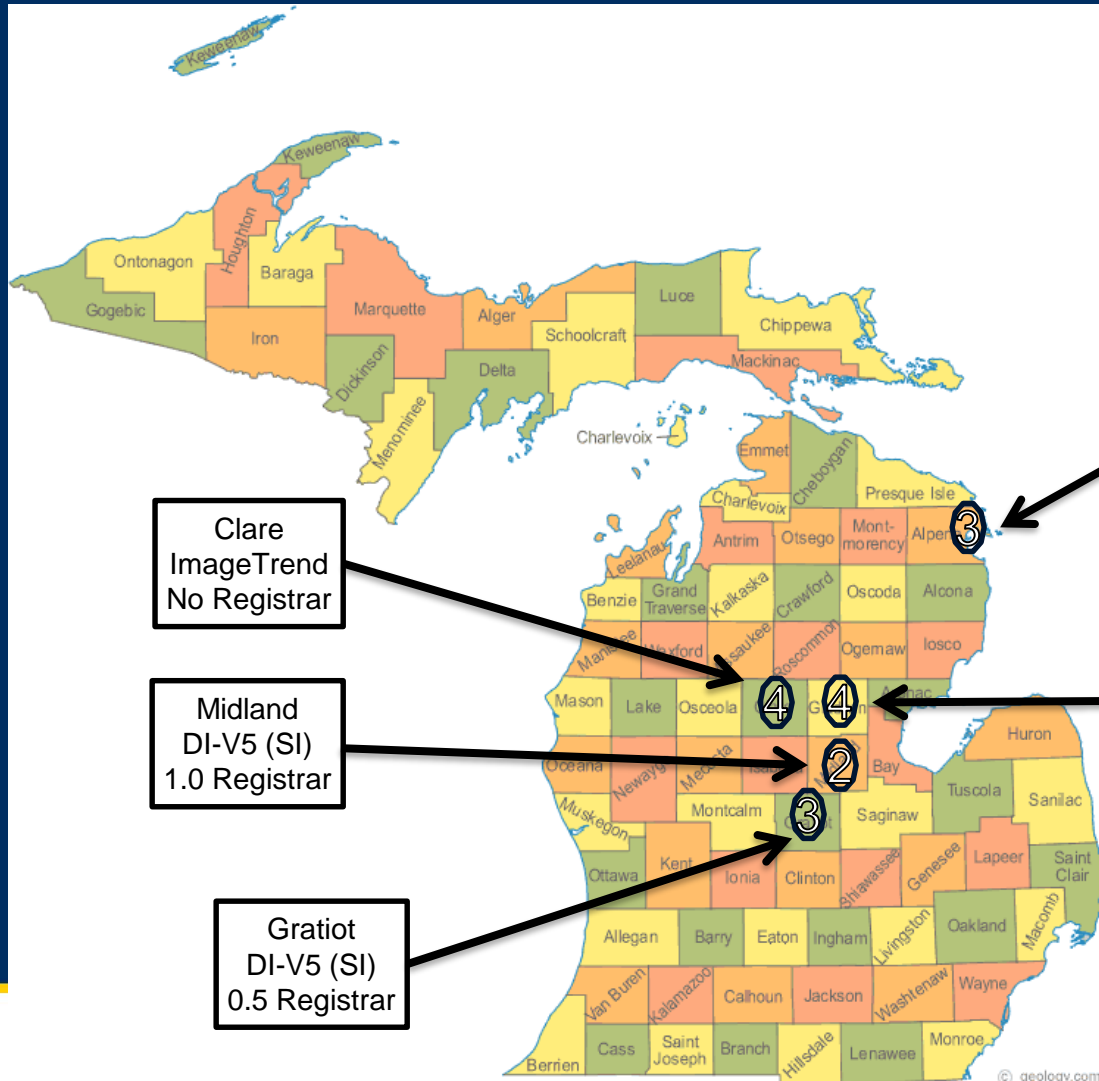 Keweenaw
Keweenaw
Houghton
Ontonagon
Baraga
Gogebic
Marquette
Iron
Alger
Luce
Schoolcraft
Chippewa
Mackinac
Dickinson
Delta
Menominee
Charlevoix
Emmet
Cheboygan
Presque Isle
Charlevoix
Clare
ImageTrend
No Registrar
Leelanau
Antrim
Otsego
Mont-
morency
3
Benzie
Grand
Traverse
Kalkaska
Crawford
Oscoda
Alcona
Ogemaw
Iosco
Mason
Lake
Osceola
4
4
Midland
DI-V5 (SI)
1.0 Registrar
Oceana
2
Bay
Huron
Muskegon
Montcalm
3
Saginaw
Tuscola
Sanilac
Ottawa
Kent
Ionia
Clinton
Shiawassee
Genesee
Lapeer
Saint
Clair
Gratiot
DI-V5 (SI)
0.5 Registrar
Allegan
Barry
Eaton
Ingham
Livingston
Oakland
Macomb
Van Buren
Kalamazoo
Calhoun
Jackson
Washtenaw
Wayne
Berrien
Cass
Saint
Joseph
Branch
Hillsdale
Lenawee
Monroe
© geology.com